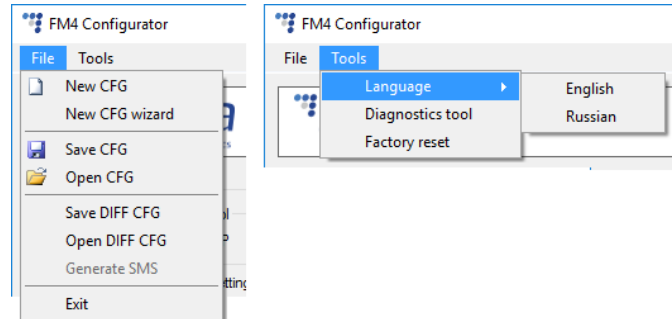 FM4 Configurator
File Tools
New CFG
New CFG wizard
Save CFG
Open CFG
Save DIFF CFG
Open DIFF CFG
Generate SMS
Exit
FM4 Configurator
File Tools
Language
Diagnostics tool
Factory reset
English
Russian